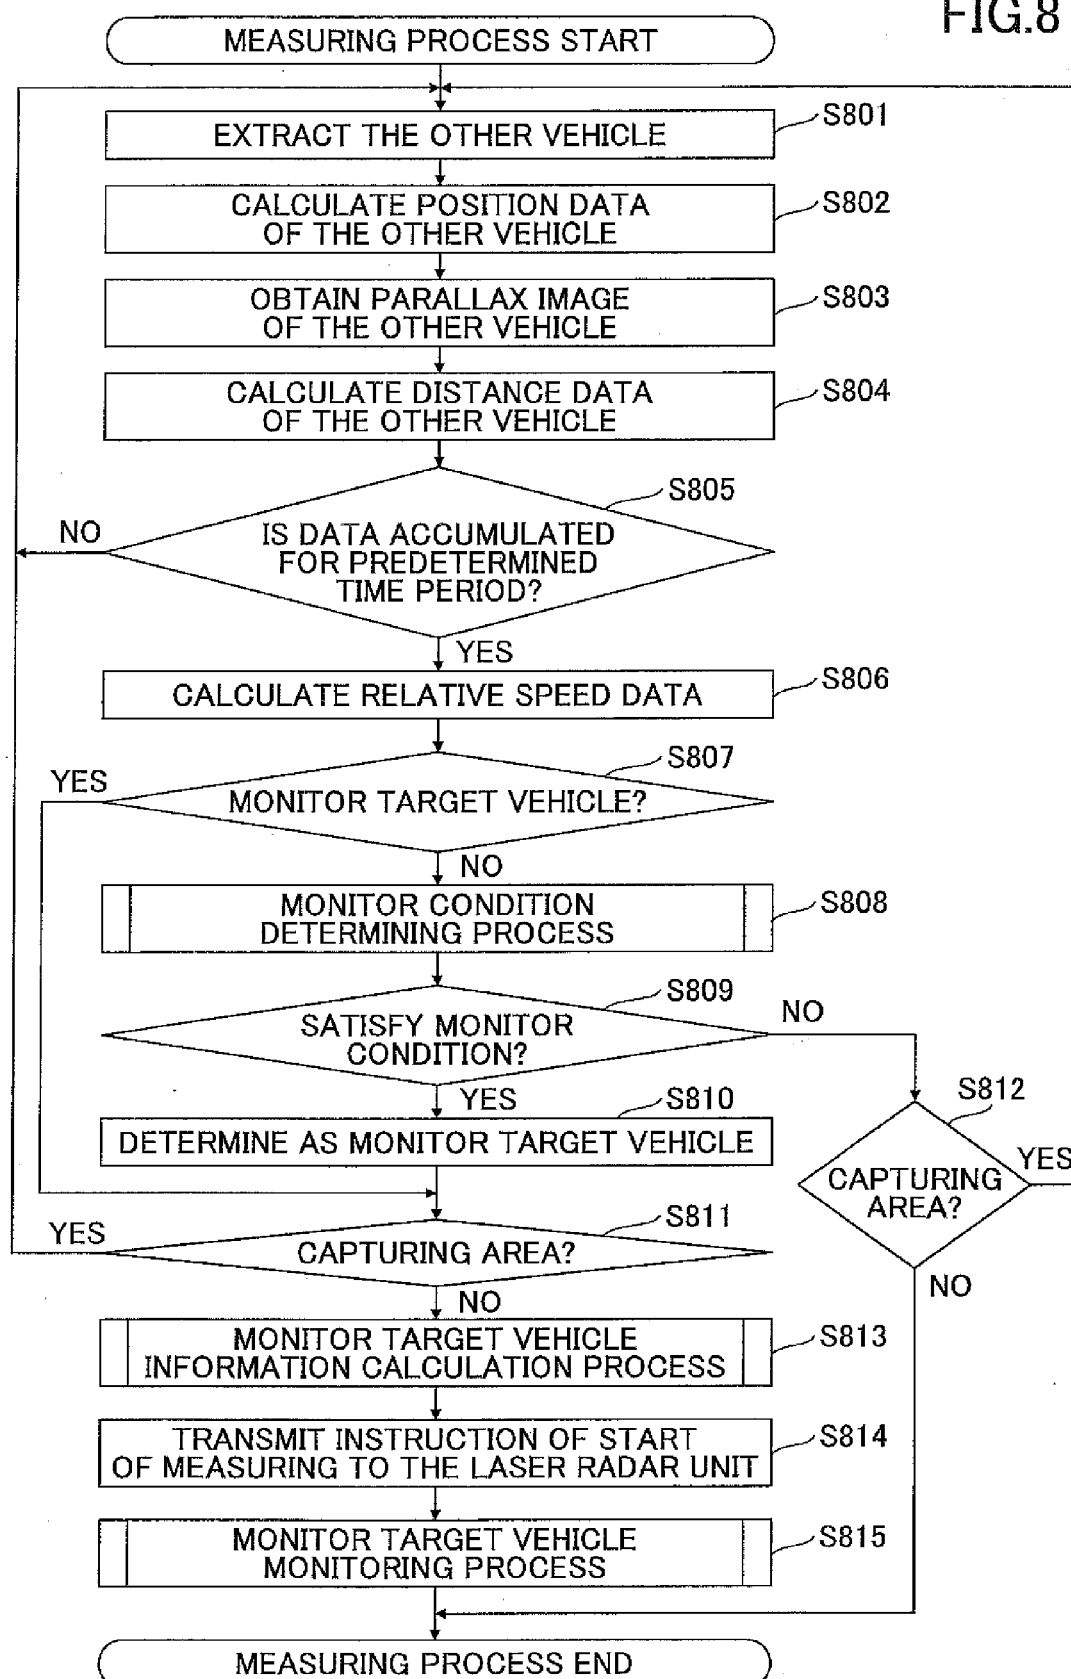 FIG.8
MEASURING PROCESS START
S801
EXTRACT THE OTHER VEHICLE
S802
CALCULATE POSITION DATA
OF THE OTHER VEHICLE
S803
OBTAIN PARALLAX IMAGE
OF THE OTHER VEHICLE
S804
CALCULATE DISTANCE DATA
OF THE OTHER VEHICLE
S805
NO
IS DATA ACCUMULATED
FOR PREDETERMINED
TIME PERIOD?
YES
S806
CALCULATE RELATIVE SPEED DATA
S807
YES
MONITOR TARGET VEHICLE?
NO
S808
MONITOR CONDITION
DETERMINING PROCESS
S809
NO
SATISFY MONITOR
CONDITION?
YES
S810
DETERMINE AS MONITOR TARGET VEHICLE
S812
CAPTURING
AREA?
YES
NO
S811
YES
CAPTURING AREA?
NO
S813
MONITOR TARGET VEHICLE
INFORMATION CALCULATION PROCESS
S814
TRANSMIT INSTRUCTION OF START
OF MEASURING TO THE LASER RADAR UNIT
S815
MONITOR TARGET VEHICLE
MONITORING PROCESS
MEASURING PROCESS END